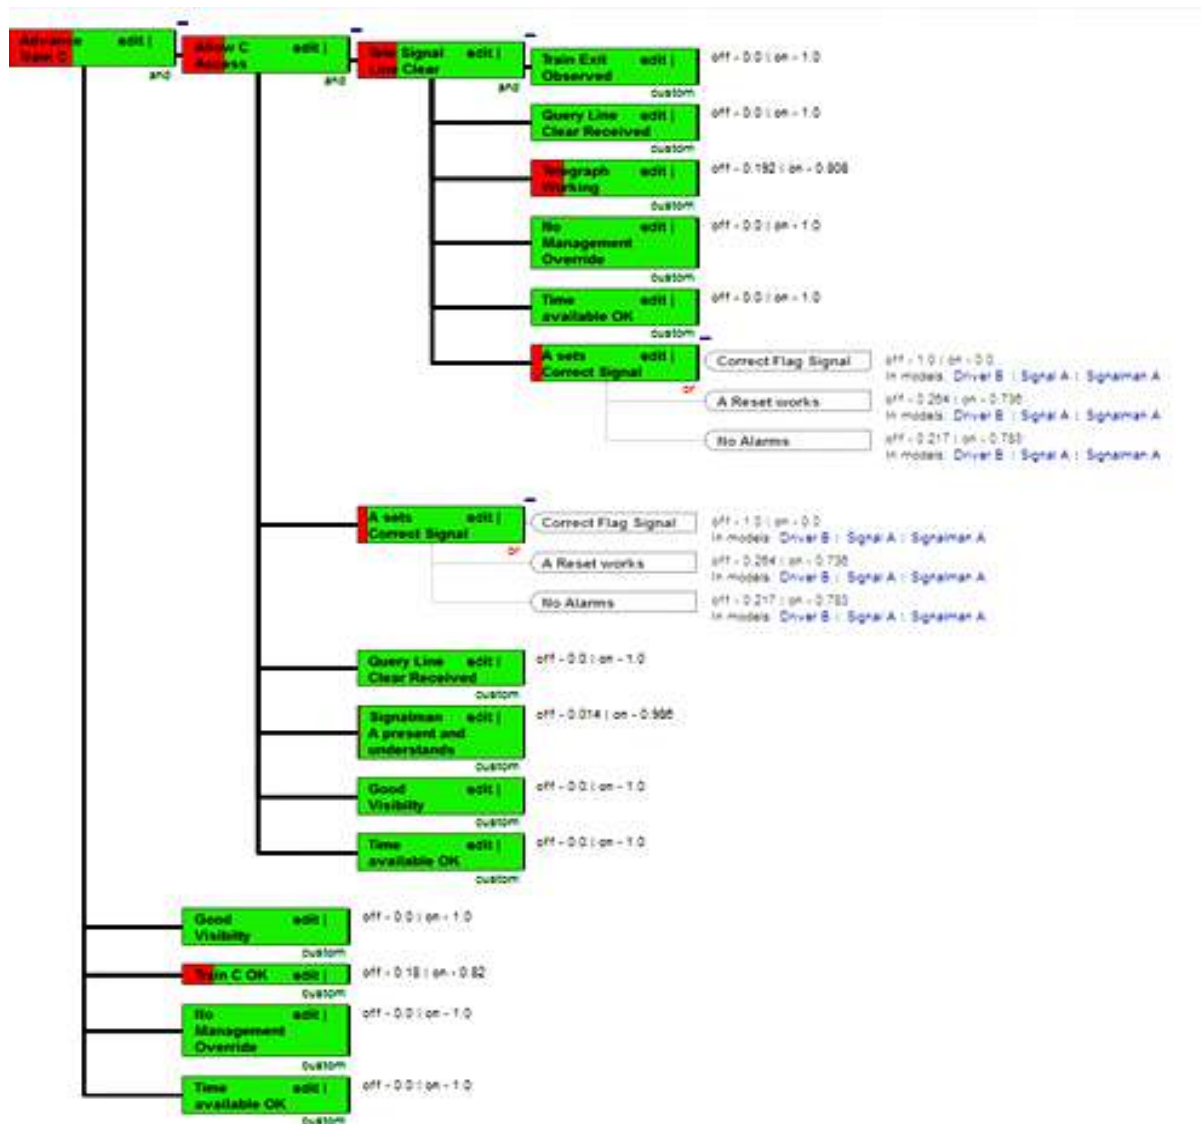 Advance edit |
Train C
and
Allow C edit |
Access
and
Signal edit |
Line Clear
and
Train Exit edit |
Observed
custom
off - 0.0 | on - 1.0
Query Line edit |
Clear Received
custom
off - 0.0 | on - 1.0
Telegraph edit |
Working
custom
off - 0.192 | on - 0.808
No edit |
Management
Override
custom
off - 0.0 | on - 1.0
Time edit |
available OK
custom
off - 0.0 | on - 1.0
A sets edit |
Correct Signal
or
Correct Flag Signal
off - 1.0 | on - 0.0
In models: Driver B | Signal A | Signalman A
A Reset works
off - 0.264 | on - 0.736
In models: Driver B | Signal A | Signalman A
No Alarms
off - 0.217 | on - 0.783
In models: Driver B | Signal A | Signalman A
A sets edit |
Correct Signal
or
Correct Flag Signal
off - 1.0 | on - 0.0
In models: Driver B | Signal A | Signalman A
A Reset works
off - 0.264 | on - 0.736
In models: Driver B | Signal A | Signalman A
No Alarms
off - 0.217 | on - 0.783
In models: Driver B | Signal A | Signalman A
Query Line edit |
Clear Received
custom
off - 0.0 | on - 1.0
Signalman edit |
A present and
understands
custom
off - 0.014 | on - 0.986
Good edit |
Visibilty
custom
off - 0.0 | on - 1.0
Time edit |
available OK
custom
off - 0.0 | on - 1.0
Good edit |
Visibilty
custom
off - 0.0 | on - 1.0
Train C OK edit |
custom
off - 0.18 | on - 0.82
No edit |
Management
Override
custom
off - 0.0 | on - 1.0
Time edit |
available OK
custom
off - 0.0 | on - 1.0